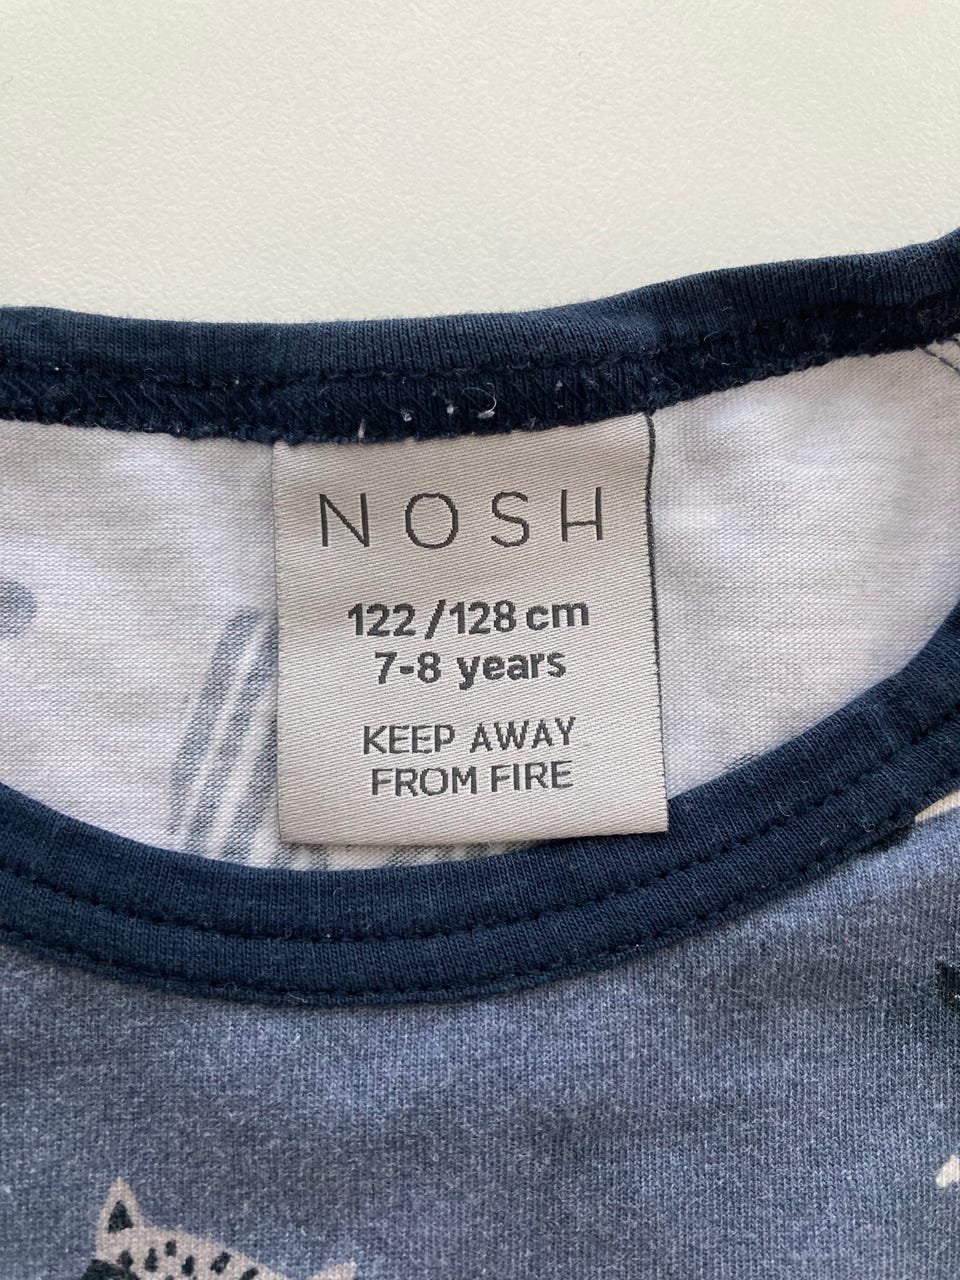 NOSH
122/128 cm
7-8 years
KEEP AWAY
FROM FIRE